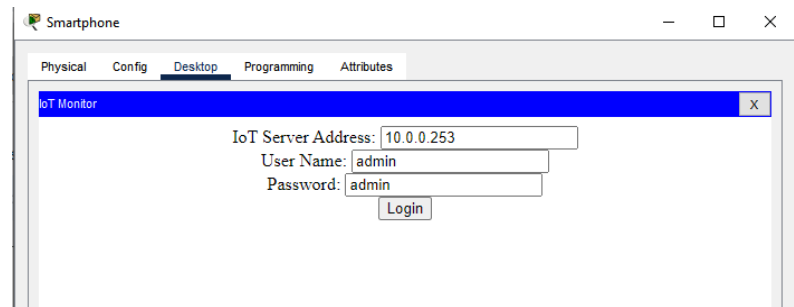 Smartphone
Physical Config Desktop Programming Attributes
IoT Monitor X
IoT Server Address: 10.0.0.253
User Name: admin
Password: admin
Login